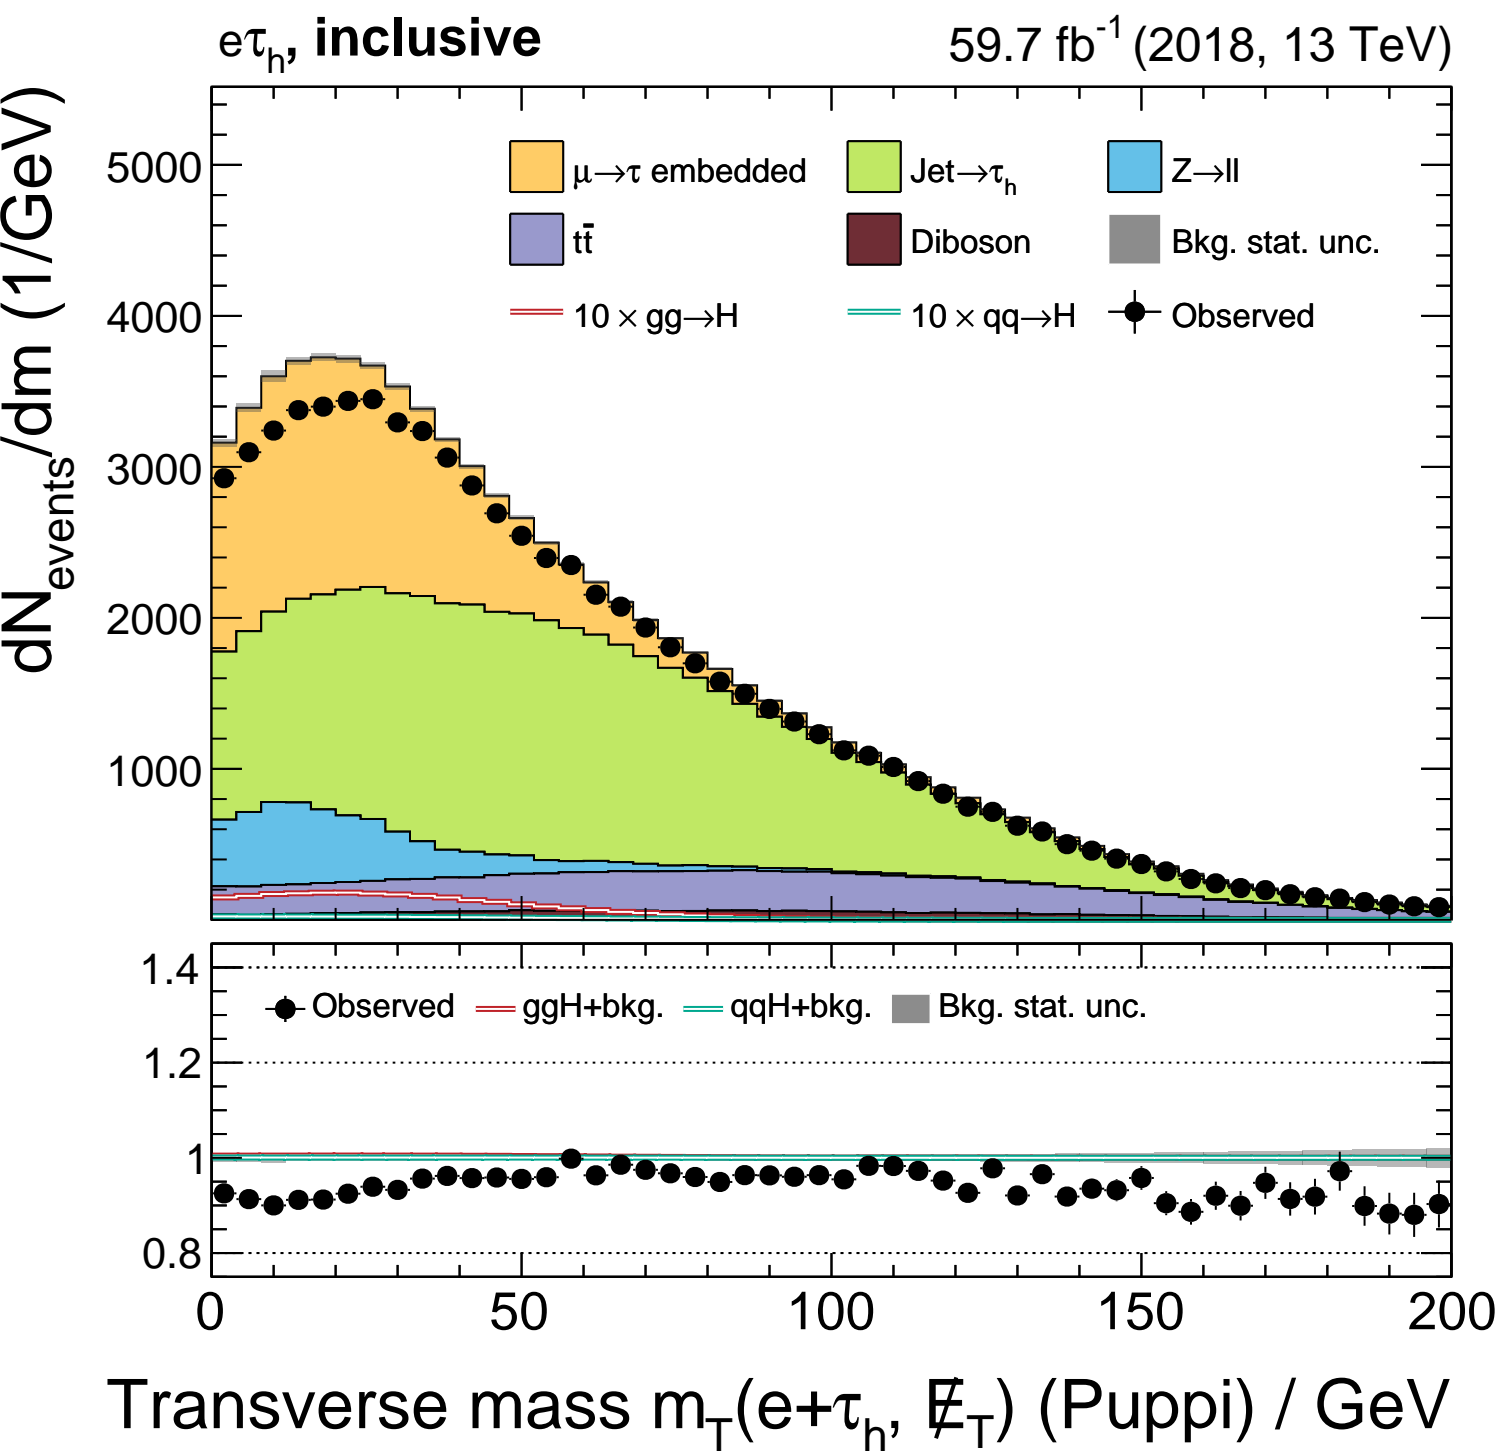 eτh, inclusive
59.7 fb-1 (2018, 13 TeV)
dNevents/dm (1/GeV)
5000
4000
3000
2000
1000
μ→τ embedded
Jet→τh
Z→ll
tt̄
Diboson
Bkg. stat. unc.
10 × gg→H
10 × qq→H
Observed
1.4
1.2
1
0.8
Observed
ggH+bkg.
qqH+bkg.
Bkg. stat. unc.
0
50
100
150
200
Transverse mass mT(e+τh, E̸T) (Puppi) / GeV